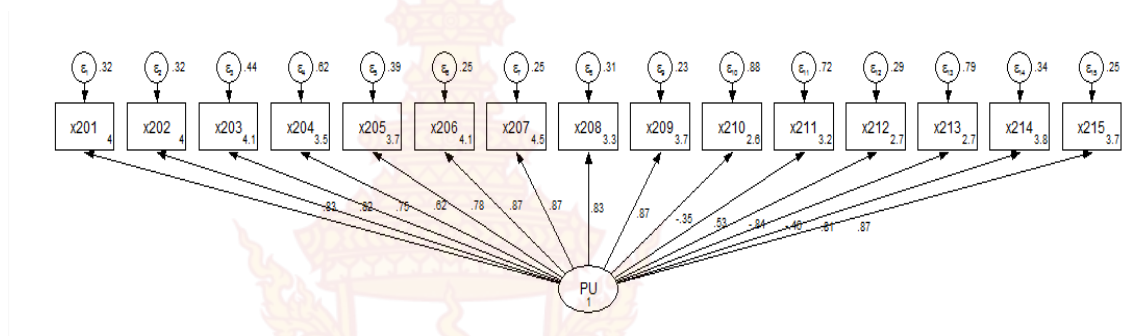 ε1 .32 ε2 .32 ε3 .44 ε4 .62 ε5 .39 ε6 .25 ε7 .25 ε8 .31 ε9 .23 ε10 .88 ε11 .72 ε12 .29 ε13 .79 ε14 .34 ε15 .25
x201 x202 x203 x204 x205 x206 x207 x208 x209 x210 x211 x212 x213 x214 x215
4 4 4.1 3.5 3.7 4.1 4.5 3.3 3.7 2.6 3.2 2.7 2.7 3.8 3.7
.83 .82 .75 .62 .78 .87 .87 .83 .87 -.35 .53 -.84 -.46 .81 .87
PU
1